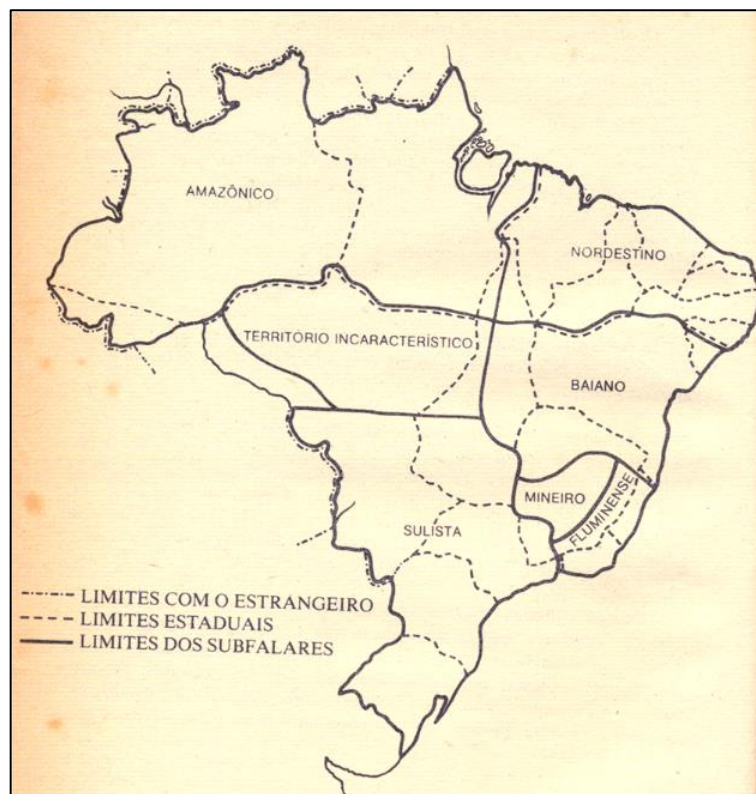 AMAZÔNICO
NORDESTINO
TERRITÓRIO INCARACTERÍSTICO
BAIANO
MINEIRO
FLUMINENSE
SULISTA
LIMITES COM O ESTRANGEIRO
LIMITES ESTADUAIS
LIMITES DOS SUBFALARES